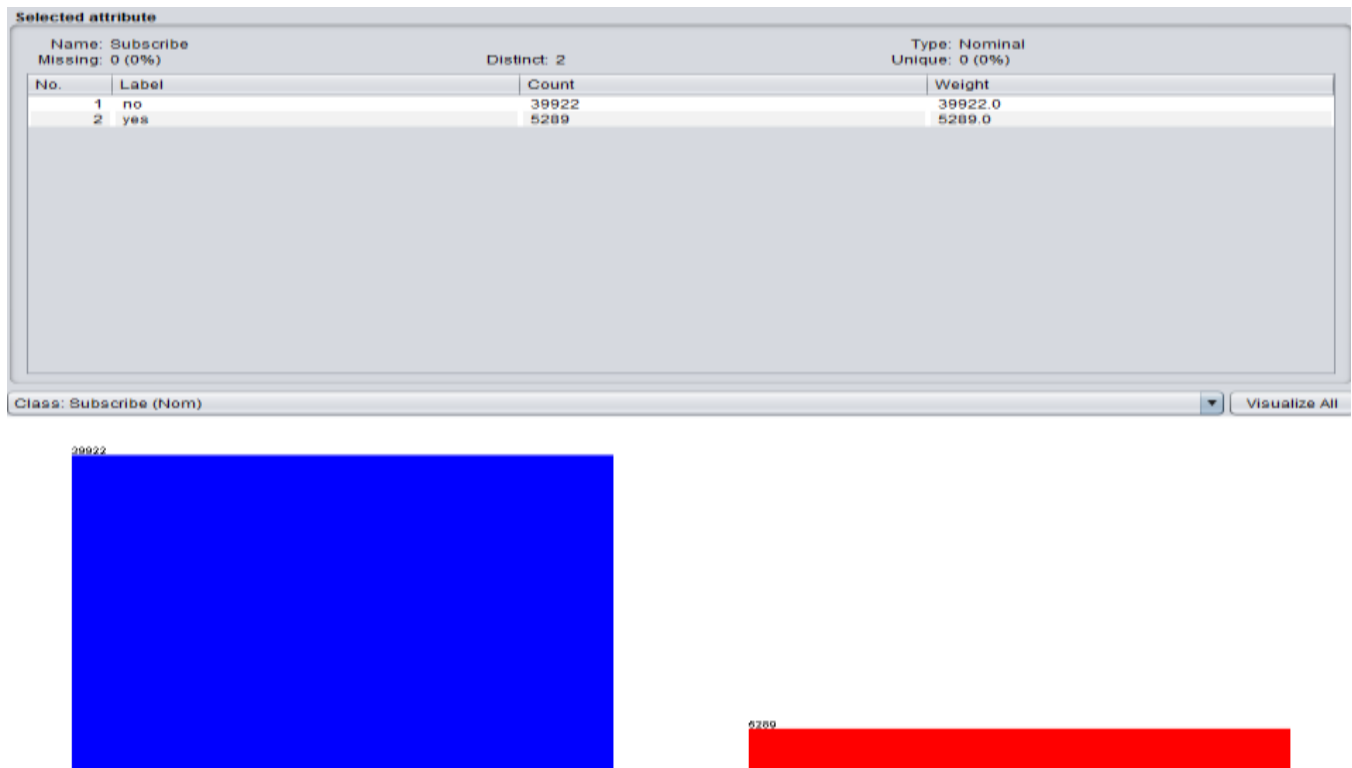 Selected attribute
Name: Subscribe Type: Nominal
Missing: 0 (0%) Distinct: 2 Unique: 0 (0%)
No. Label Count Weight
1 no 39922 39922.0
2 yes 5289 5289.0
Class: Subscribe (Nom) Visualize All
39922
5289